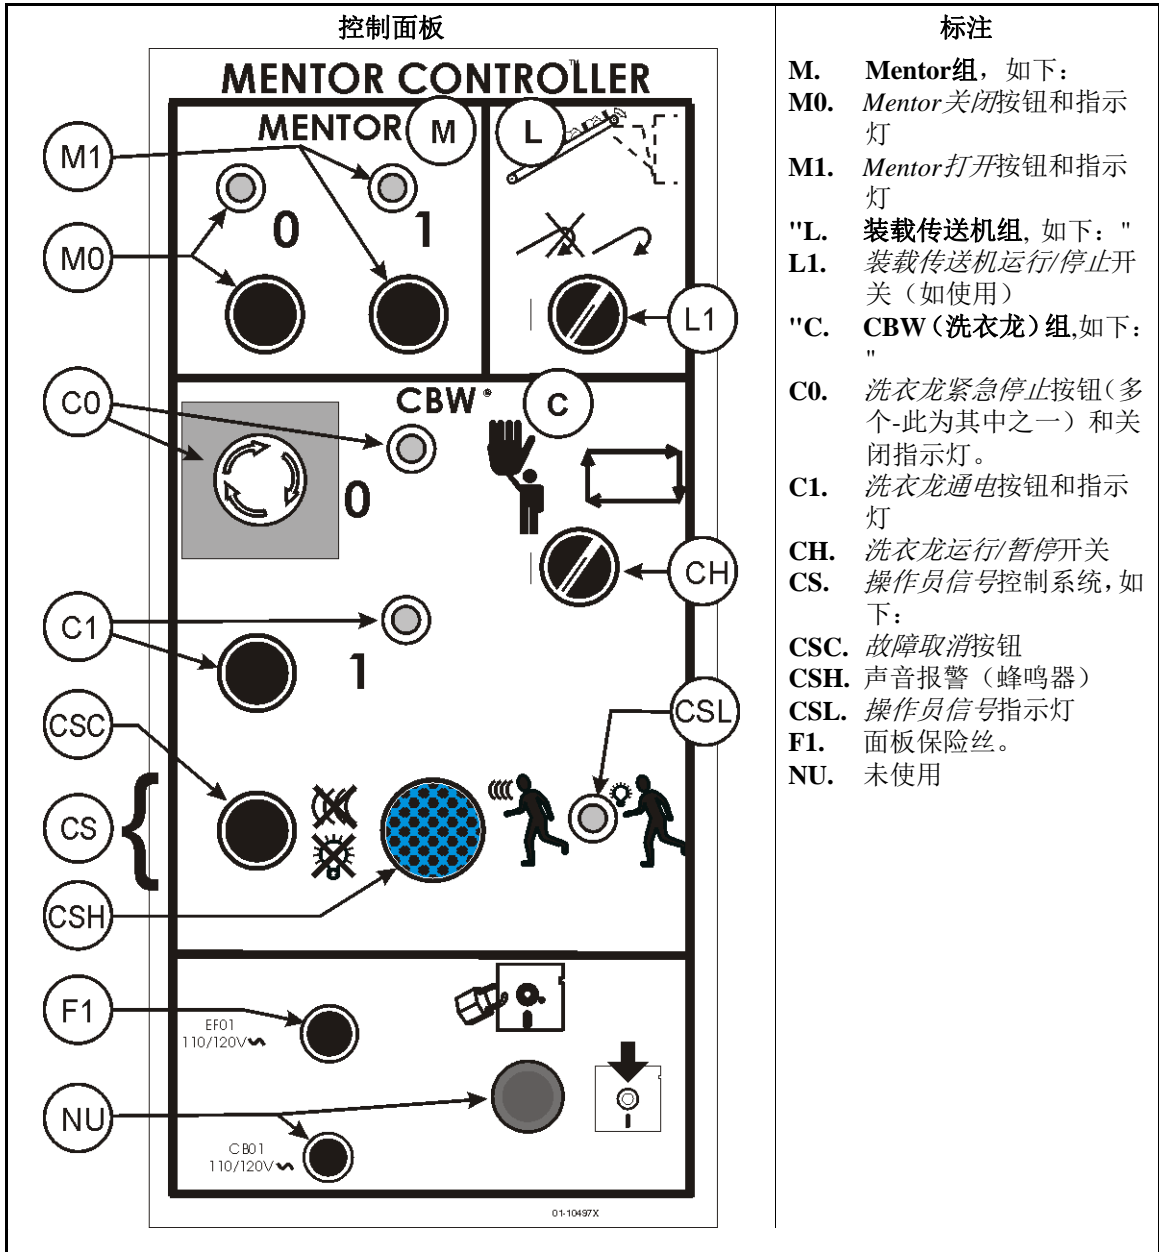 控制面板
MENTOR CONTROLLER™
MENTOR
M
L
M1
0
1
M0
L1
C0
CBW®
C
0
CH
C1
1
CSC
CSL
CS
CSH
F1
EF01
110/120V
NU
CB01
110/120V
01-10497X
标注
M. Mentor组，如下：
M0. Mentor关闭按钮和指示
灯
M1. Mentor打开按钮和指示
灯
"L. 装载传送机组, 如下："
L1. 装载传送机运行/停止开
关（如使用）
"C. CBW（洗衣龙）组,如下：
"
C0. 洗衣龙紧急停止按钮（多
个-此为其中之一）和关
闭指示灯。
C1. 洗衣龙通电按钮和指示
灯
CH. 洗衣龙运行/暂停开关
CS. 操作员信号控制系统，如
下：
CSC. 故障取消按钮
CSH. 声音报警（蜂鸣器）
CSL. 操作员信号指示灯
F1. 面板保险丝。
NU. 未使用